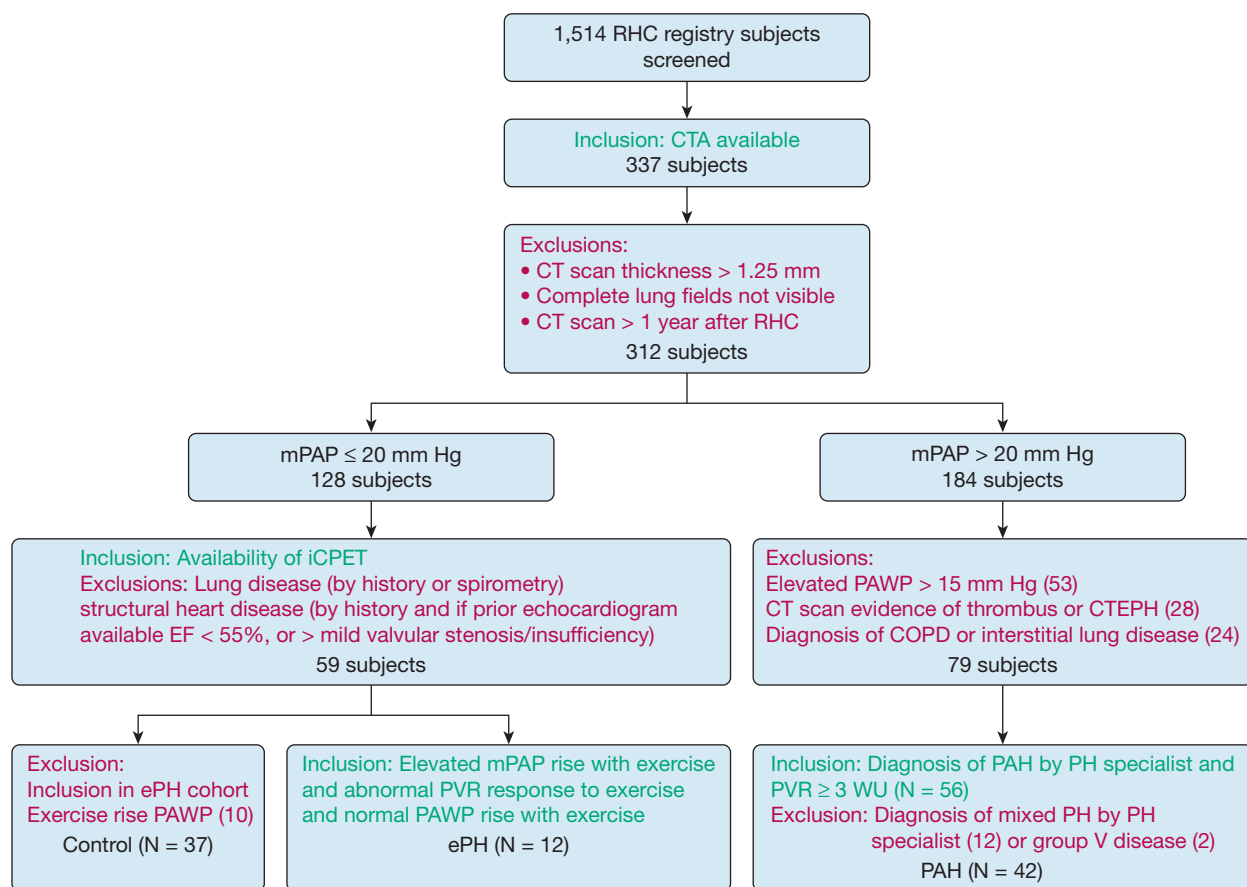 1,514 RHC registry subjects
screened
Inclusion: CTA available
337 subjects
Exclusions:
• CT scan thickness > 1.25 mm
• Complete lung fields not visible
• CT scan > 1 year after RHC
312 subjects
mPAP ≤ 20 mm Hg
128 subjects
mPAP > 20 mm Hg
184 subjects
Inclusion: Availability of iCPET
Exclusions: Lung disease (by history or spirometry)
structural heart disease (by history and if prior echocardiogram
available EF < 55%, or > mild valvular stenosis/insufficiency)
59 subjects
Exclusions:
Elevated PAWP > 15 mm Hg (53)
CT scan evidence of thrombus or CTEPH (28)
Diagnosis of COPD or interstitial lung disease (24)
79 subjects
Exclusion:
Inclusion in ePH cohort
Exercise rise PAWP (10)
Control (N = 37)
Inclusion: Elevated mPAP rise with exercise
and abnormal PVR response to exercise
and normal PAWP rise with exercise
ePH (N = 12)
Inclusion: Diagnosis of PAH by PH specialist and
PVR ≥ 3 WU (N = 56)
Exclusion: Diagnosis of mixed PH by PH
specialist (12) or group V disease (2)
PAH (N = 42)